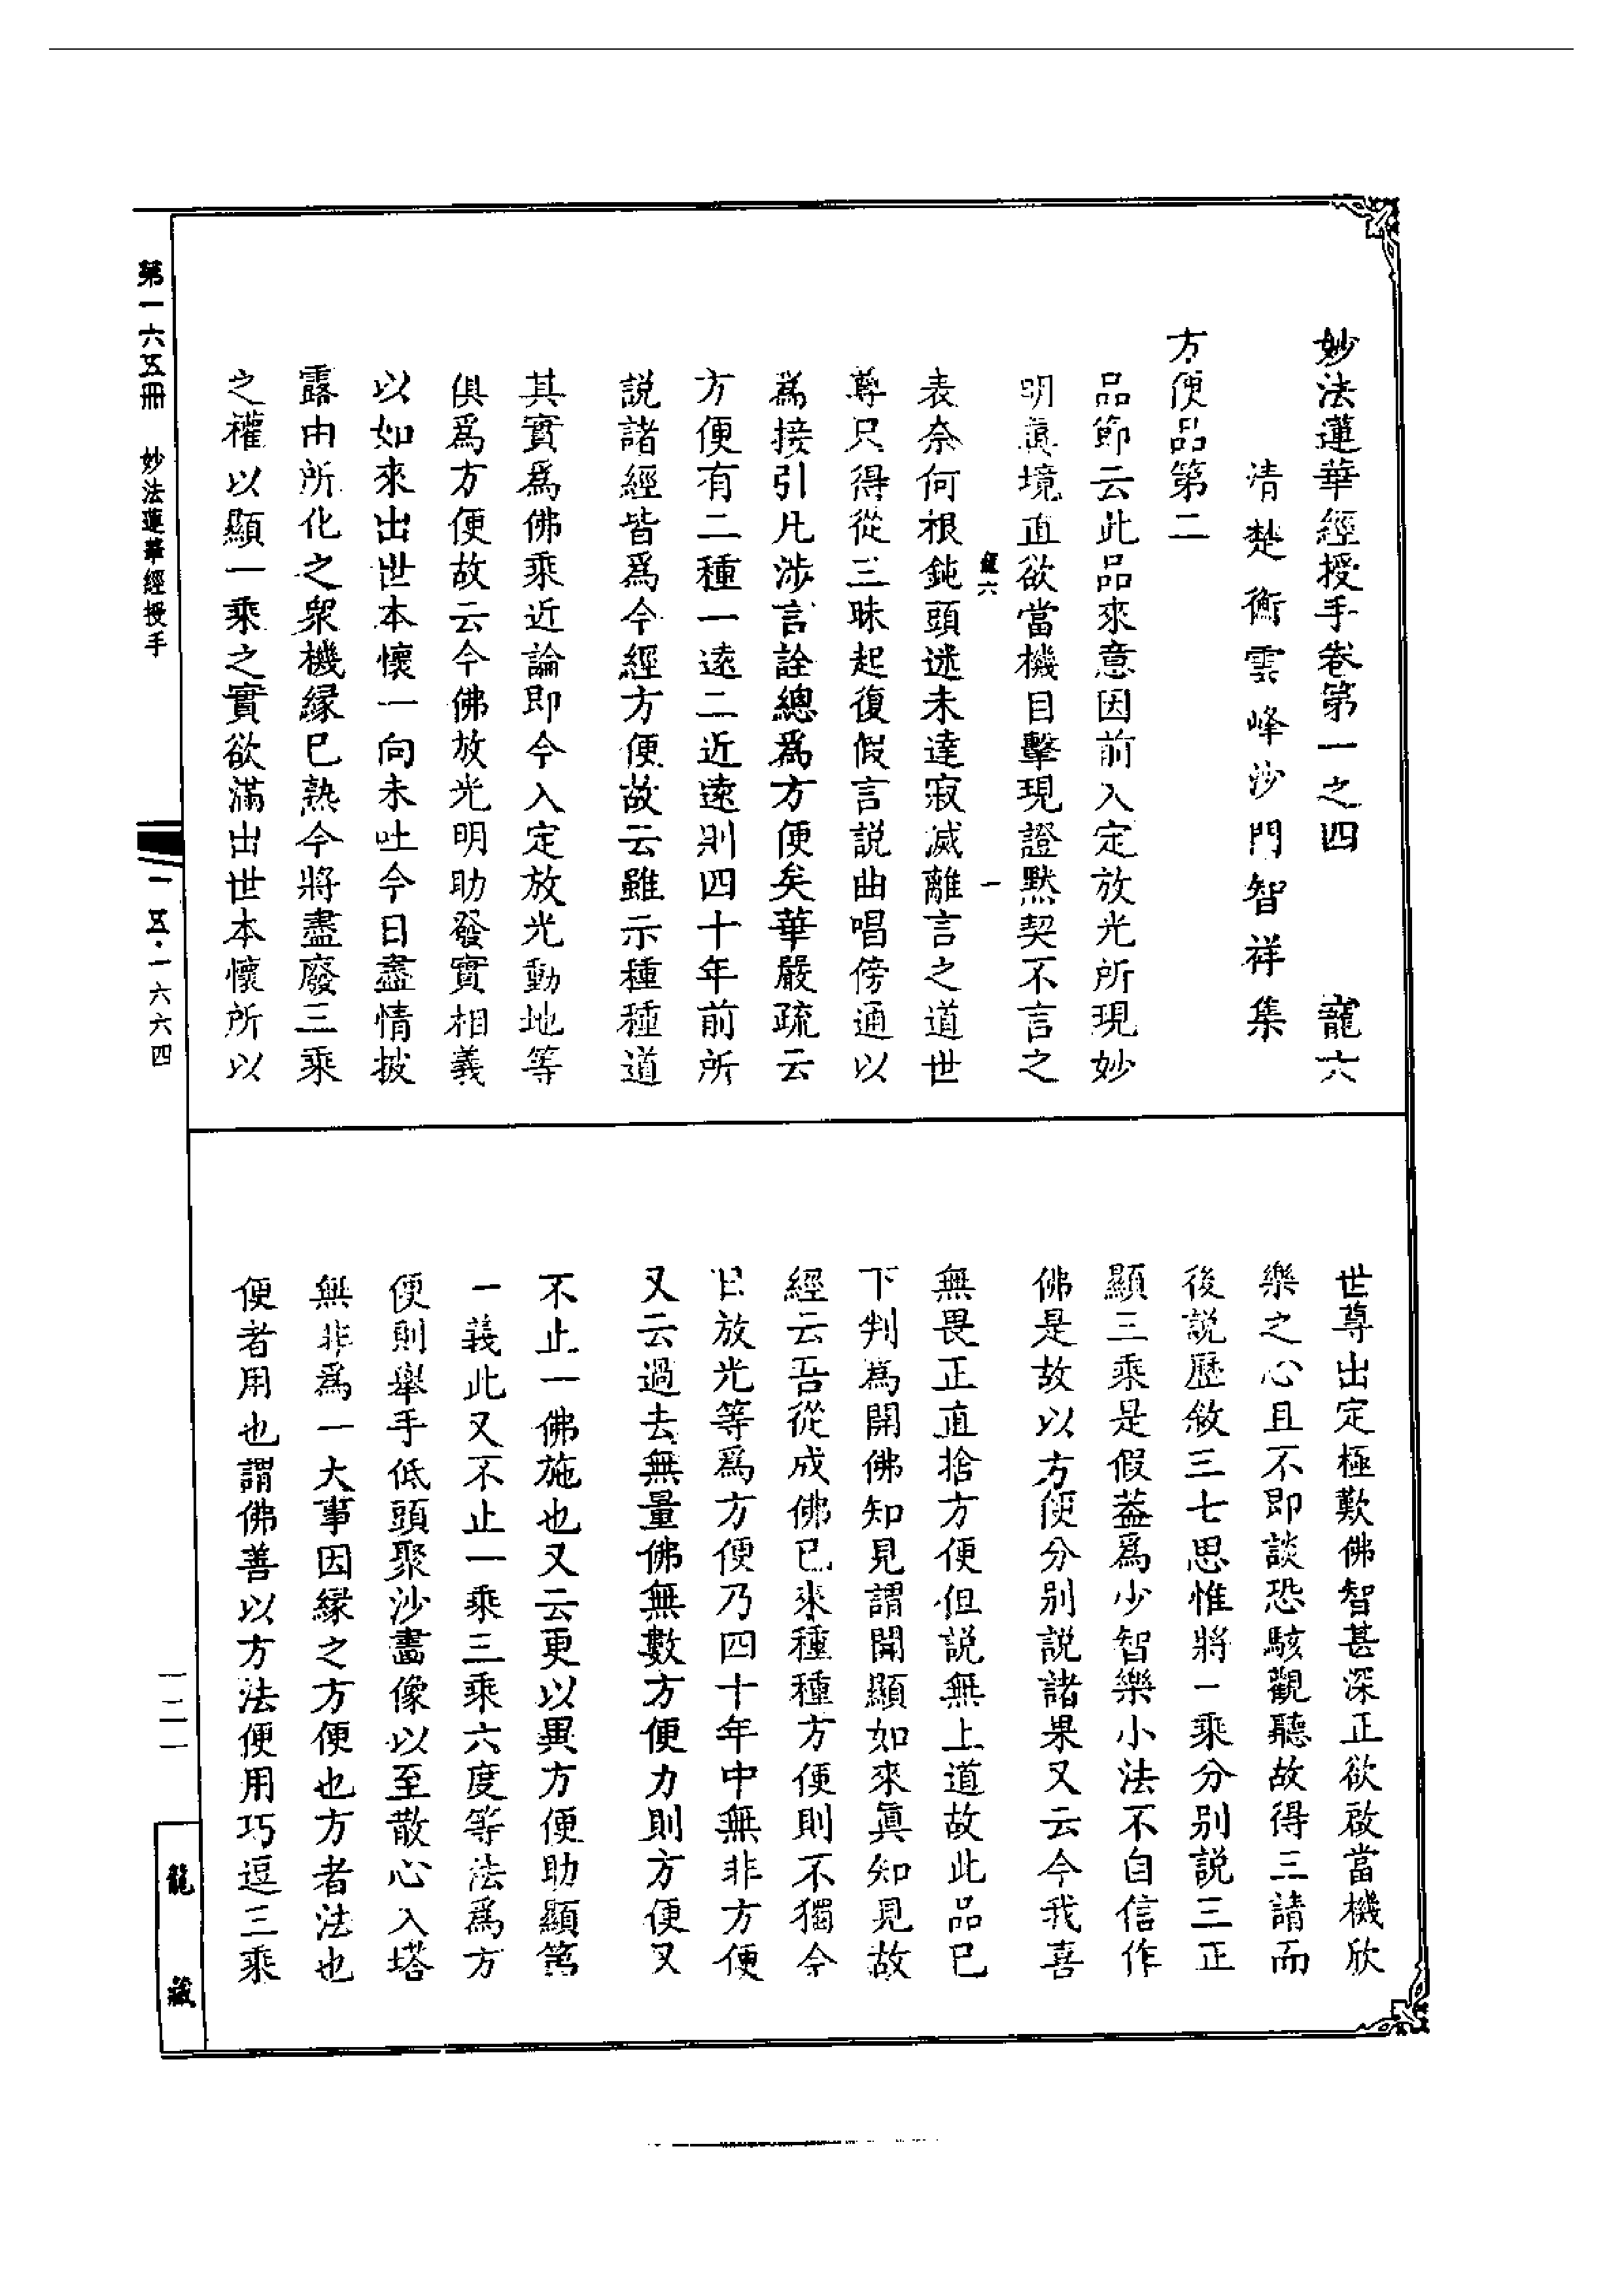 妙法蓮華經授手卷第一之四　寵六
清楚衡雲峰沙門智祥集
方便品第二
品節云此品來意因前入定放光所現妙
明眞境直欲當機目擊現證默契不言之
寵六　一
表奈何根鈍頭迷未達寂滅離言之道世
尊只得從三昧起復假言説曲唱傍通以
爲接引凡涉言詮總爲方便矣華嚴疏云
方便有二種一遠二近遠則四十年前所
説諸經皆爲今經方便故云雖示種種道
其實爲佛乘近論即今入定放光動地等
俱爲方便故云今佛放光明助發實相義
以如來出世本懷一向未吐今日盡情披
露由所化之衆機緣已熟今將盡廢三乘
之權以顯一乘之實欲滿出世本懷所以
世尊出定極歎佛智甚深正欲啟當機欣
樂之心且不即談恐駭觀聽故得三請而
後説歷敘三七思惟將一乘分別説三正
顯三乘是假葢爲少智樂小法不自信作
佛是故以方便分別説諸果又云今我喜
無畏正直捨方便但説無上道故此品已
下判爲開佛知見謂開顯如來眞知見故
經云吾從成佛已來種種方便則不獨今
日放光等爲方便乃四十年中無非方便
又云過去無量佛無數方便力則方便又
不止一佛施也又云更以異方便助顯第
一義此又不止一乘三乘六度等法爲方
便則舉手低頭聚沙畫像以至散心入塔
無非爲一大事因緣之方便也方者法也
便者用也謂佛善以方法便用巧逗三乘
第一六五冊　妙法蓮華經授手
一五·一六六四
一二一
龍藏